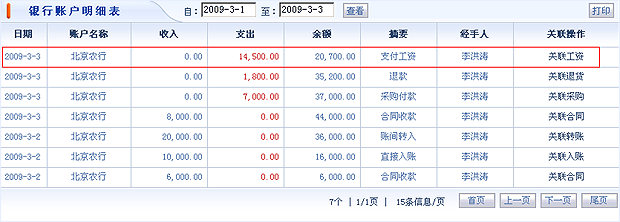 银行账户明细表 自: 2009-3-1 至: 2009-3-3 查看 打印
日期 账户名称 收入 支出 余额 摘要 经手人 关联操作
2009-3-3 北京农行 0.00 14,500.00 20,700.00 支付工资 李洪涛 关联工资
2009-3-3 北京农行 0.00 1,800.00 35,200.00 退款 李洪涛 关联退货
2009-3-3 北京农行 0.00 7,000.00 37,000.00 采购付款 李洪涛 关联采购
2009-3-3 北京农行 8,000.00 0.00 44,000.00 合同收款 李洪涛 关联合同
2009-3-2 北京农行 20,000.00 0.00 36,000.00 账间转入 李洪涛 关联转账
2009-3-2 北京农行 10,000.00 0.00 16,000.00 直接入账 李洪涛 关联入账
2009-3-2 北京农行 6,000.00 0.00 6,000.00 合同收款 李洪涛 关联合同
7个 | 1/1页 | 15条信息/页 首页 上一页 下一页 尾页